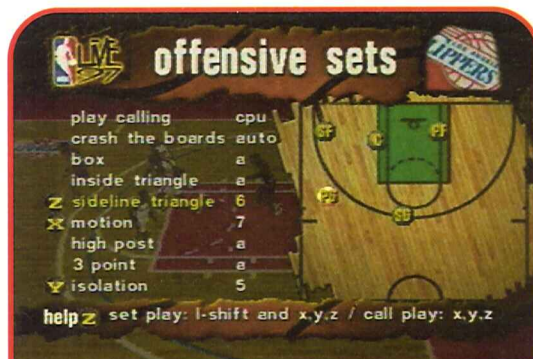 NBA LIVE 97 offensive sets LOS ANGELES CLIPPERS
play calling cpu
crash the boards auto
box a
inside triangle a
Z sideline triangle 6
X motion 7
high post a
3 point a
Y isolation 5
SF C PF
PG
SG
help Z set play: l-shift and x,y,z / call play: x,y,z